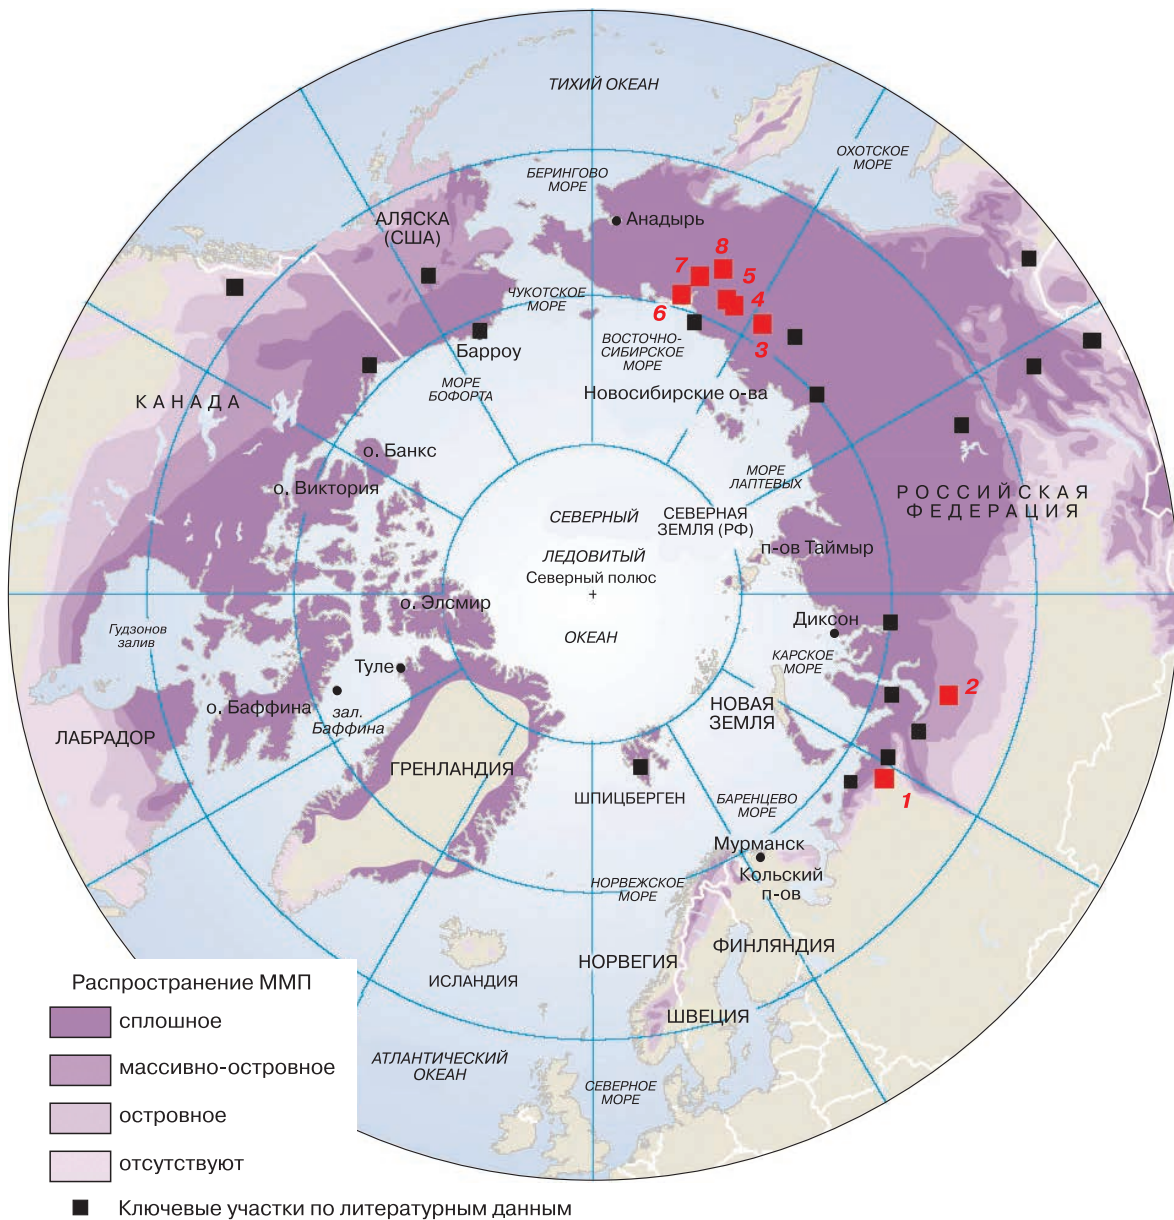 ТИХИЙ ОКЕАН
ОХОТСКОЕ
МОРЕ
БЕРИНГОВО
МОРЕ
АЛЯСКА
(США)
Анадырь
8
7
5
4
6
3
ЧУКОТСКОЕ
МОРЕ
ВОСТОЧНО-
СИБИРСКОЕ
МОРЕ
Барроу
МОРЕ
БОФОРТА
Новосибирские о-ва
КАНАДА
о. Банкс
о. Виктория
МОРЕ
ЛАПТЕВЫХ
РОССИЙСКАЯ
ФЕДЕРАЦИЯ
СЕВЕРНЫЙ
СЕВЕРНАЯ
ЗЕМЛЯ (РФ)
ЛЕДОВИТЫЙ
п-ов Таймыр
Северный полюс
+
о. Элсмир
ОКЕАН
Гудзонов
залив
Диксон
КАРСКОЕ
МОРЕ
Туле
2
о. Баффина
зал.
Баффина
НОВАЯ
ЗЕМЛЯ
ЛАБРАДОР
ГРЕНЛАНДИЯ
ШПИЦБЕРГЕН
БАРЕНЦЕВО
МОРЕ
1
Мурманск
Кольский
п-ов
НОРВЕЖСКОЕ
МОРЕ
ФИНЛЯНДИЯ
НОРВЕГИЯ
ИСЛАНДИЯ
ШВЕЦИЯ
АТЛАНТИЧЕСКИЙ
ОКЕАН
СЕВЕРНОЕ
МОРЕ
Распространение ММП
сплошное
массивно-островное
островное
отсутствуют
Ключевые участки по литературным данным